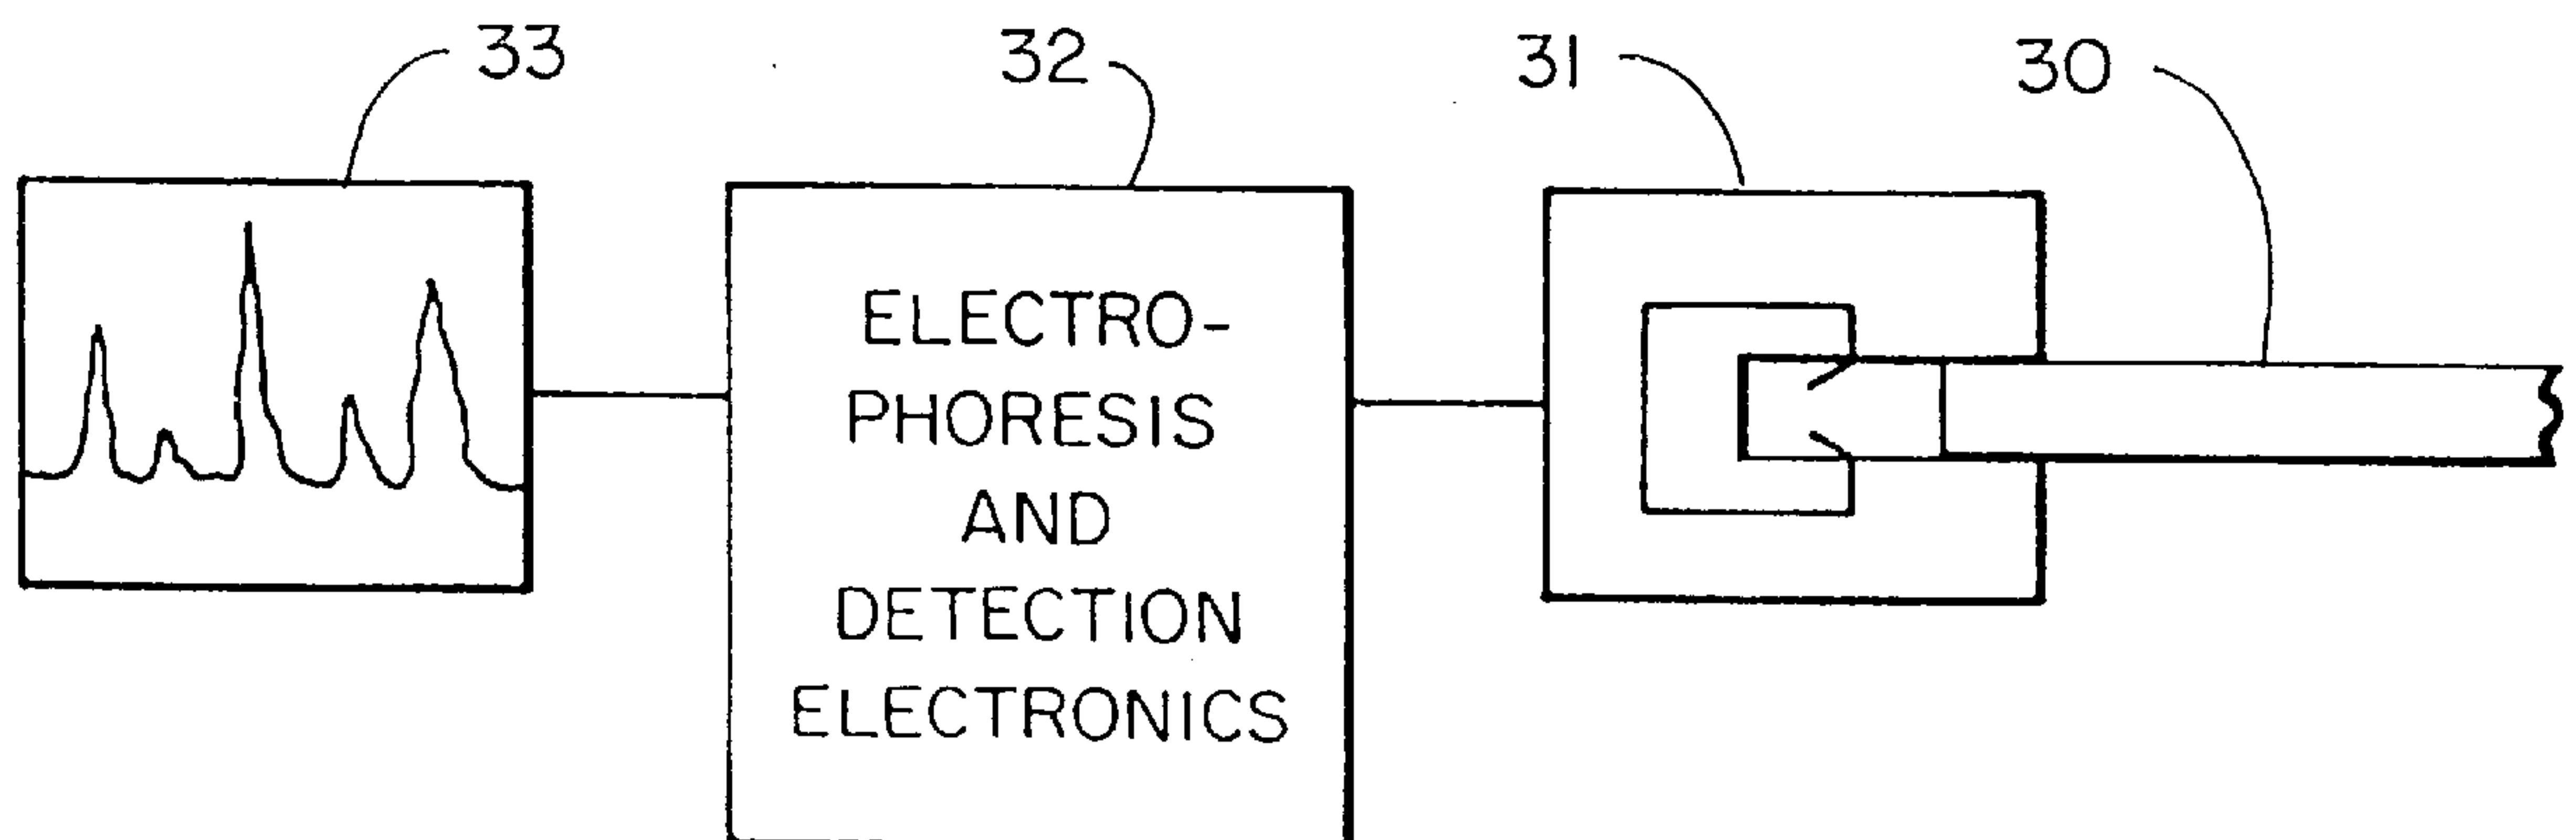 33
32
31
30
ELECTRO-
PHORESIS
AND
DETECTION
ELECTRONICS